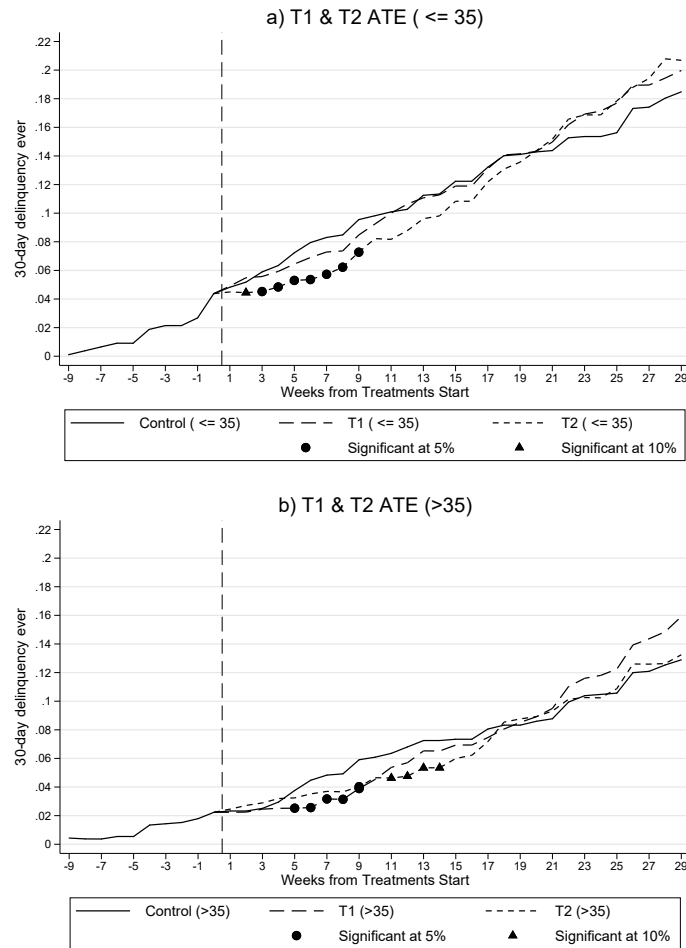 a) T1 & T2 ATE ( <= 35)
30-day delinquency ever
.22
.2
.18
.16
.14
.12
.1
.08
.06
.04
.02
0
-9 -7 -5 -3 -1 1 3 5 7 9 11 13 15 17 19 21 23 25 27 29
Weeks from Treatments Start
Control ( <= 35) T1 ( <= 35) T2 ( <= 35)
Significant at 5% Significant at 10%
b) T1 & T2 ATE (>35)
30-day delinquency ever
.22
.2
.18
.16
.14
.12
.1
.08
.06
.04
.02
0
-9 -7 -5 -3 -1 1 3 5 7 9 11 13 15 17 19 21 23 25 27 29
Weeks from Treatments Start
Control (>35) T1 (>35) T2 (>35)
Significant at 5% Significant at 10%